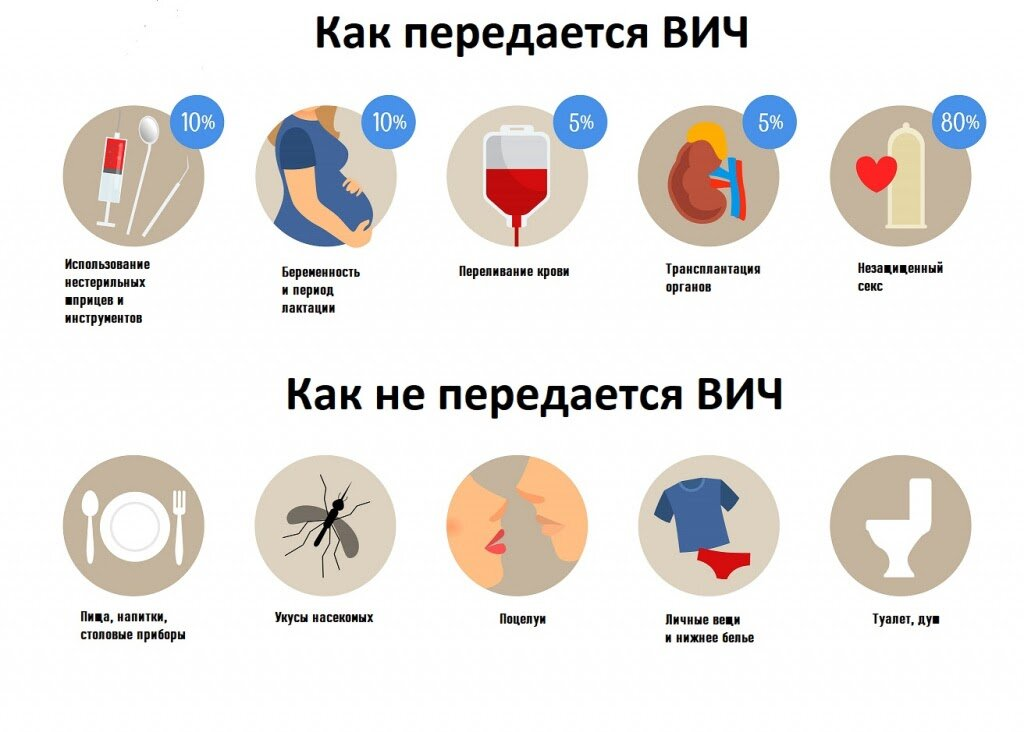 Как передается ВИЧ
10%
10%
5%
5%
80%
Использование
нестерильных
шприцев и
инструментов
Беременность
и период
лактации
Переливание крови
Трансплантация
органов
Незащищенный
секс
Как не передается ВИЧ
Пища, напитки,
столовые приборы
Укусы насекомых
Поцелуи
Личные вещи
и нижнее белье
Туалет, душ